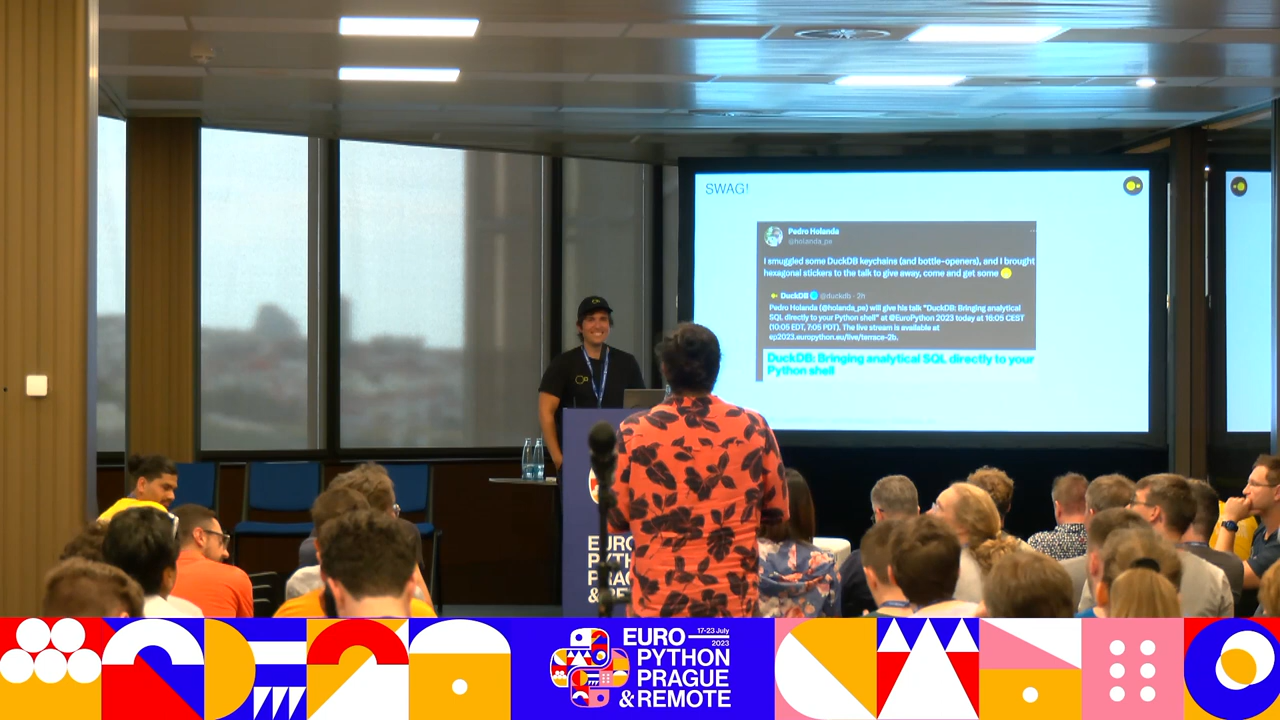 SWAG!
Pedro Holanda
@holanda_pe
I smuggled some DuckDB keychains (and bottle-openers), and I brought
hexagonal stickers to the talk to give away, come and get some
DuckDB @duckdb · 2h
Pedro Holanda (@holanda_pe) will give his talk "DuckDB: Bringing analytical
SQL directly to your Python shell" at @EuroPython 2023 today at 16:05 CEST
(10:05 EDT, 7:05 PDT). The live stream is available at
ep2023.europython.eu/live/terrace-2b.
DuckDB: Bringing analytical SQL directly to your
Python shell
EURO
17-23 July
2023
PYTHON
PRAGUE
& REMOTE